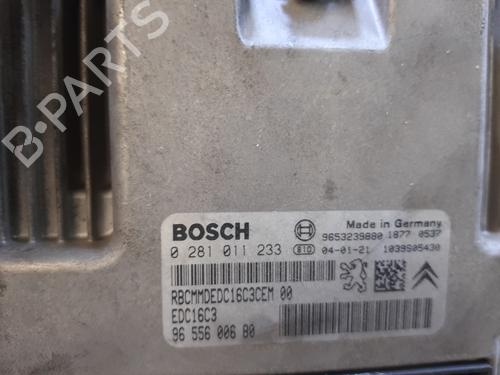 B-PARTS
BOSCH
Made in Germany
9653239880 1877 0537
0 281 011 233 BID 04-01-21 1039S05430
RBCMMDEDC16C3CEM 00
EDC16C3
96 556 006 80